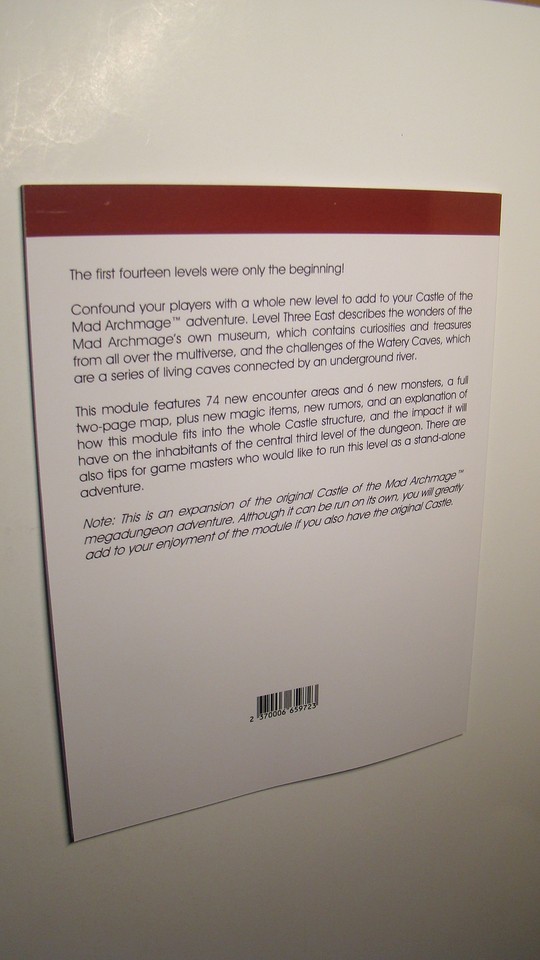 The first fourteen levels were only the beginning!
Confound your players with a whole new level to add to your Castle of the
Mad Archmage™ adventure. Level Three East describes the wonders of the
Mad Archmage's own museum, which contains curiosities and treasures
from all over the multiverse, and the challenges of the Watery Caves, which
are a series of living caves connected by an underground river.
This module features 74 new encounter areas and 6 new monsters, a full
two-page map, plus new magic items, new rumors, and an explanation of
how this module fits into the whole Castle structure, and the impact it will
have on the inhabitants of the central third level of the dungeon. There are
also tips for game masters who would like to run this level as a stand-alone
adventure.
Note: This is an expansion of the original Castle of the Mad Archmage™
megadungeon adventure. Although it can be run on its own, you will greatly
add to your enjoyment of the module if you also have the original Castle.
2 370006 659723